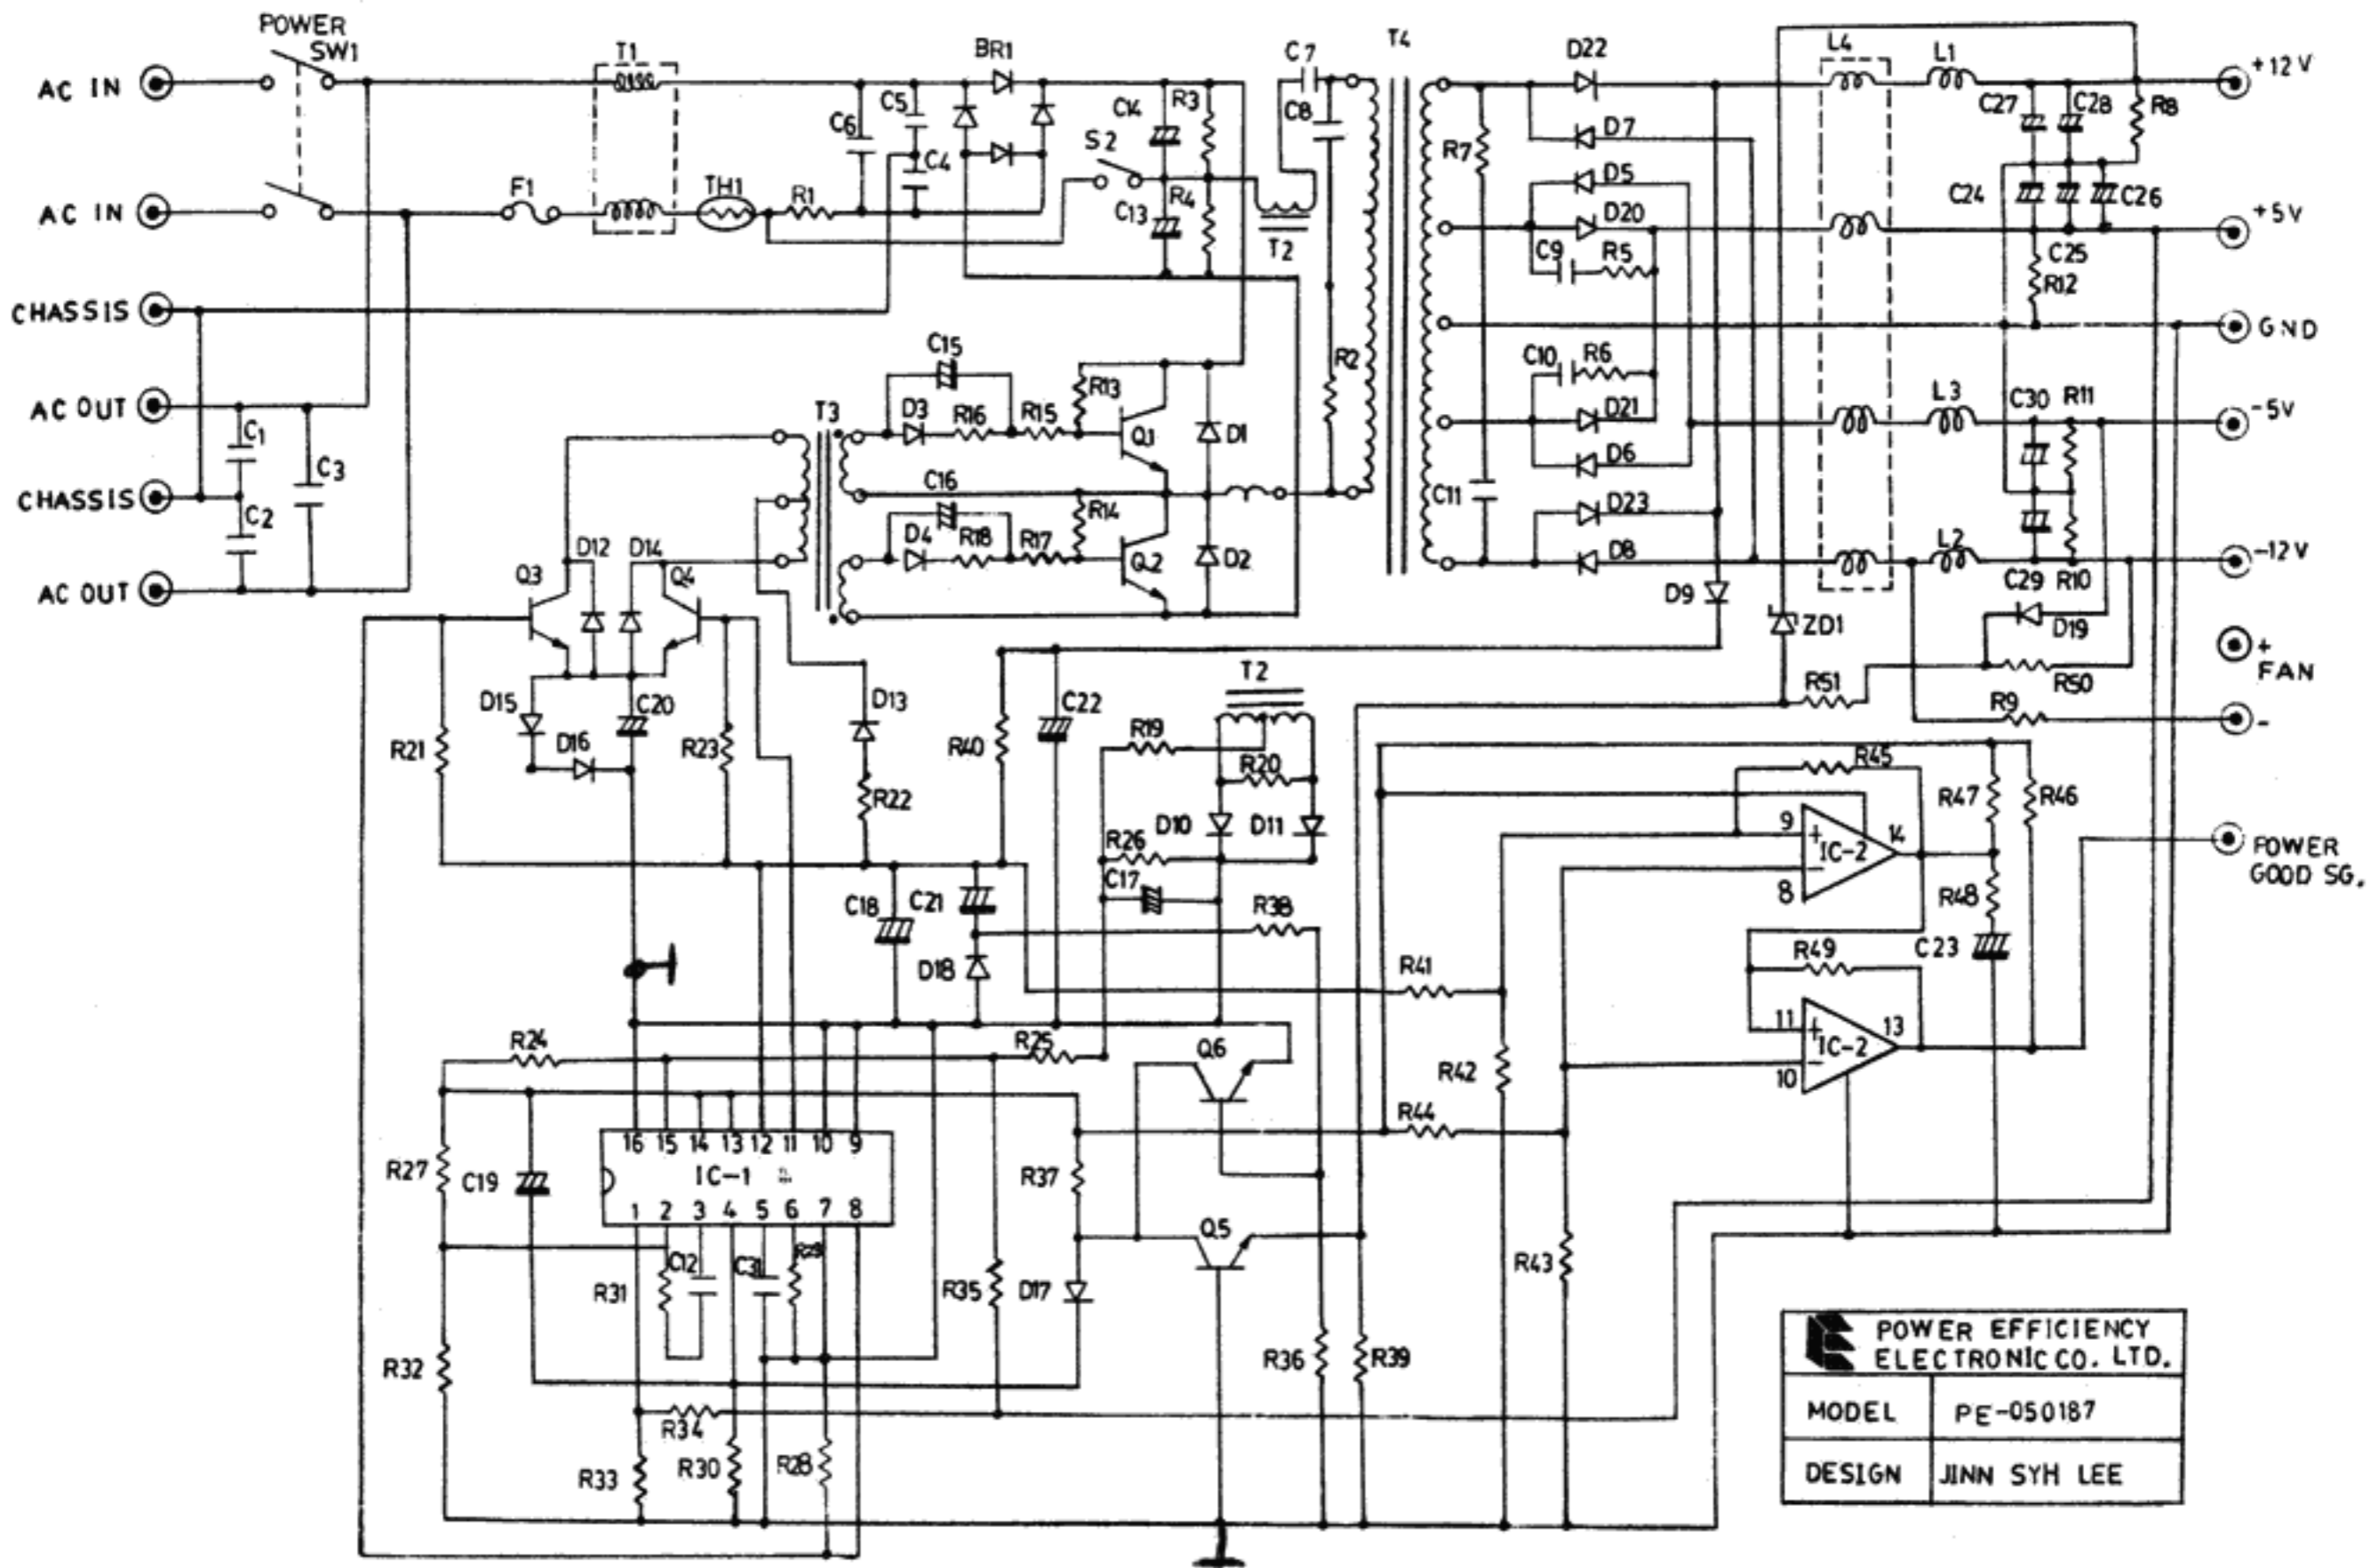 POWER
SW1
T1
BR1
C7
T4
D22
L4
L1
AC IN
+12V
C5
C14
R3
C8
C27
C28
R8
C6
D7
S2
R7
C4
D5
AC IN
F1
TH1
R1
R4
C13
C24
C26
D20
+5V
T2
C9
R5
C25
R12
CHASSIS
GND
C15
C10
R6
R2
R13
AC OUT
T3
D3
R16
R15
D21
L3
C30
R11
-5V
C1
Q1
D1
C3
D6
CHASSIS
C16
C11
C2
R14
D23
D4
R18
R17
D12
D14
Q3
Q4
Q2
D2
D8
L2
-12V
AC OUT
C29
R10
D9
ZD1
D19
+
FAN
T2
R51
R50
D15
C20
D13
C22
R9
-
R21
D16
R23
R40
R19
R20
R45
R22
R47
R46
D10
D11
9
+
14
IC-2
-
8
R26
POWER
GOOD SG.
C17
R48
C18
C21
R38
C23
R49
D18
R41
11
+
13
IC-2
-
10
R24
R25
Q6
R42
R44
16 15 14 13 12 11 10 9
R27
C19
IC-1
R37
1 2 3 4 5 6 7 8
Q5
C12
R31
R35
D17
R43
R32
R36
R39
R34
R33
R30
R28
POWER EFFICIENCY
ELECTRONIC CO. LTD.
MODEL PE-050187
DESIGN JINN SYH LEE